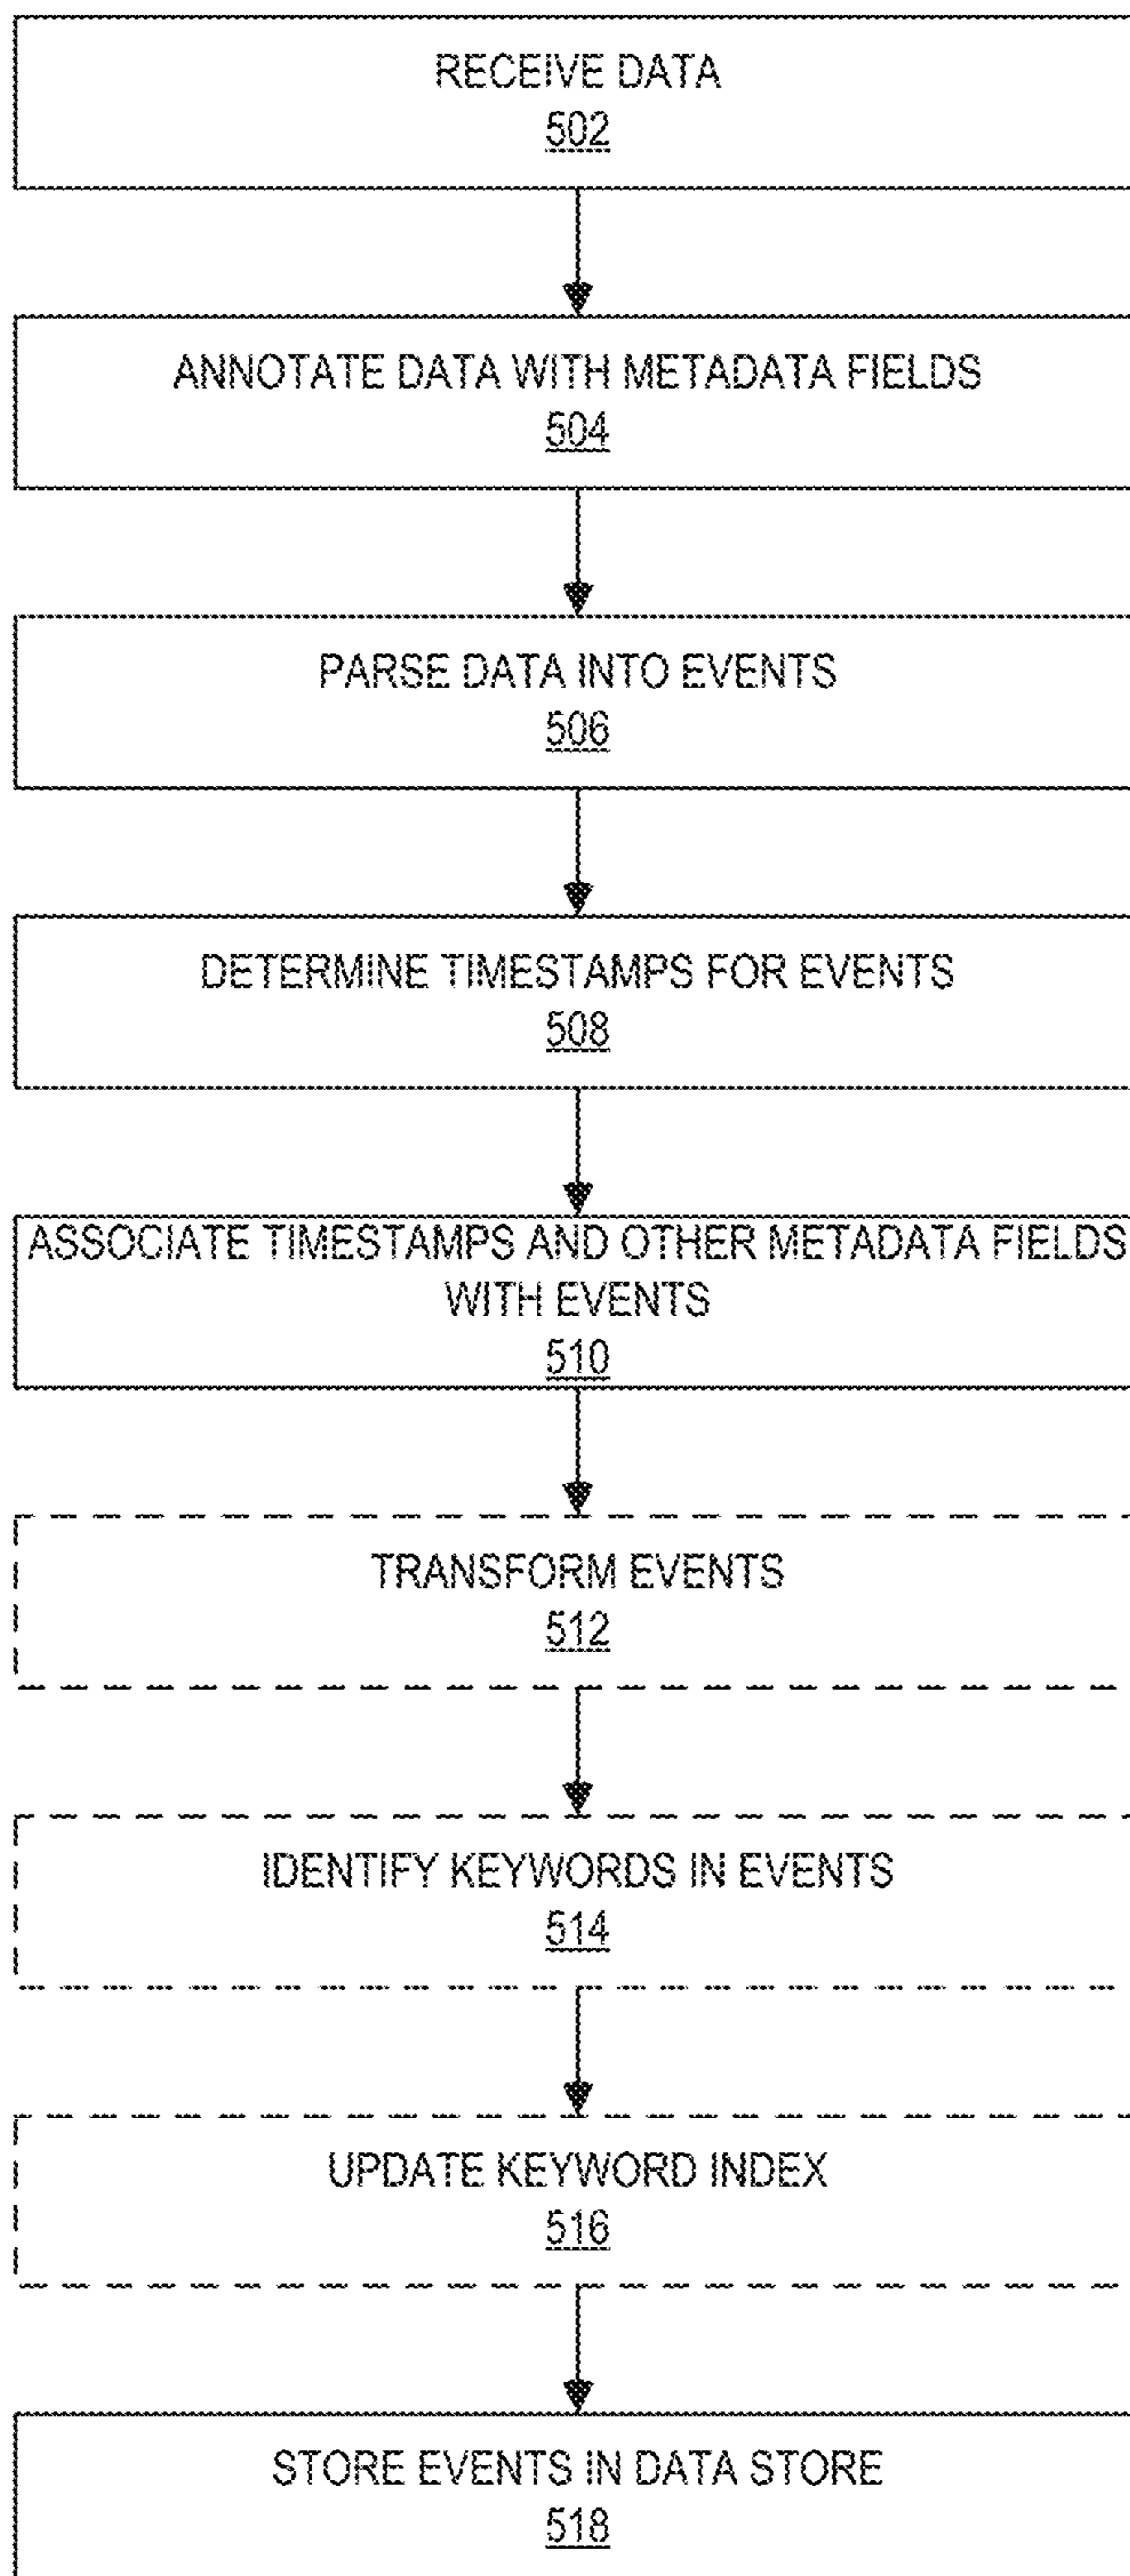 RECEIVE DATA
502
ANNOTATE DATA WITH METADATA FIELDS
504
PARSE DATA INTO EVENTS
506
DETERMINE TIMESTAMPS FOR EVENTS
508
ASSOCIATE TIMESTAMPS AND OTHER METADATA FIELDS
WITH EVENTS
510
TRANSFORM EVENTS
512
IDENTIFY KEYWORDS IN EVENTS
514
UPDATE KEYWORD INDEX
516
STORE EVENTS IN DATA STORE
518